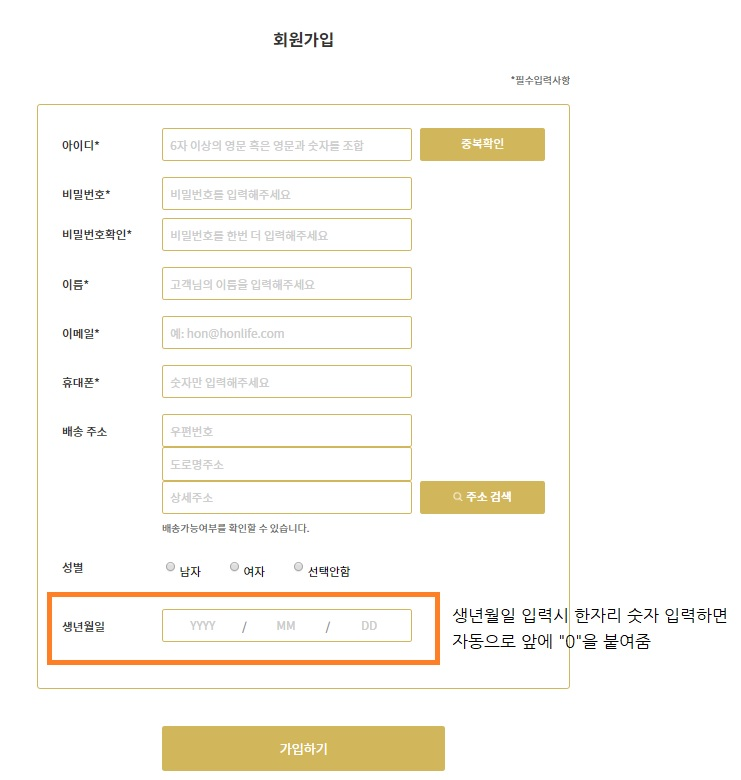 회원가입
*필수입력사항
아이디*
6자 이상의 영문 혹은 영문과 숫자를 조합
중복확인
비밀번호*
비밀번호를 입력해주세요
비밀번호확인*
비밀번호를 한번 더 입력해주세요
이름*
고객님의 이름을 입력해주세요
이메일*
예: hon@honlife.com
휴대폰*
숫자만 입력해주세요
배송 주소
우편번호
도로명주소
상세주소
주소 검색
배송가능여부를 확인할 수 있습니다.
성별
남자 여자 선택안함
생년월일
YYYY / MM / DD
생년월일 입력시 한자리 숫자 입력하면
자동으로 앞에 "0"을 붙여줌
가입하기